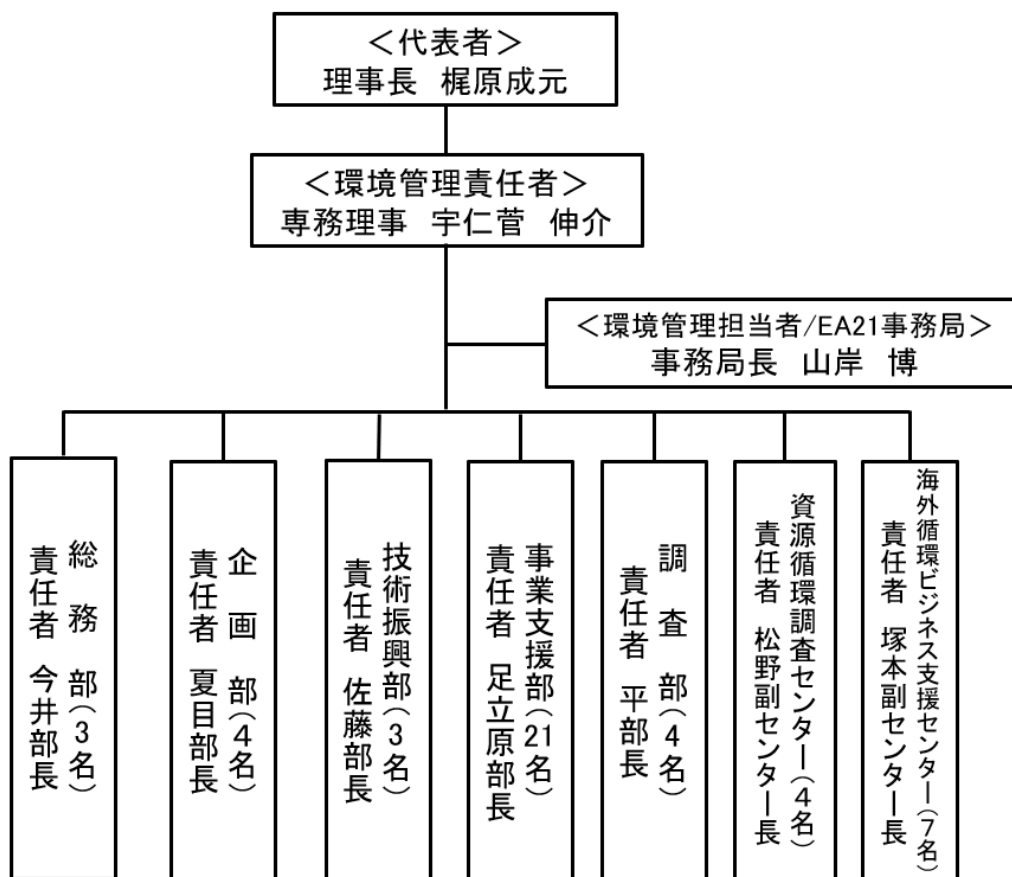 ＜代表者＞
理事長　梶原成元
＜環境管理責任者＞
専務理事　宇仁菅　伸介
＜環境管理担当者/EA21事務局＞
事務局長　山岸　博
総　務　部（3名）
責任者　今井部長
企　画　部（4名）
責任者　夏目部長
技術振興部（3名）
責任者　佐藤部長
事業支援部（21名）
責任者　足立原部長
調　査　部（4名）
責任者　平部長
資源循環調査センター（4名）
責任者　松野副センター長
海外循環ビジネス支援センター（7名）
責任者　塚本副センター長